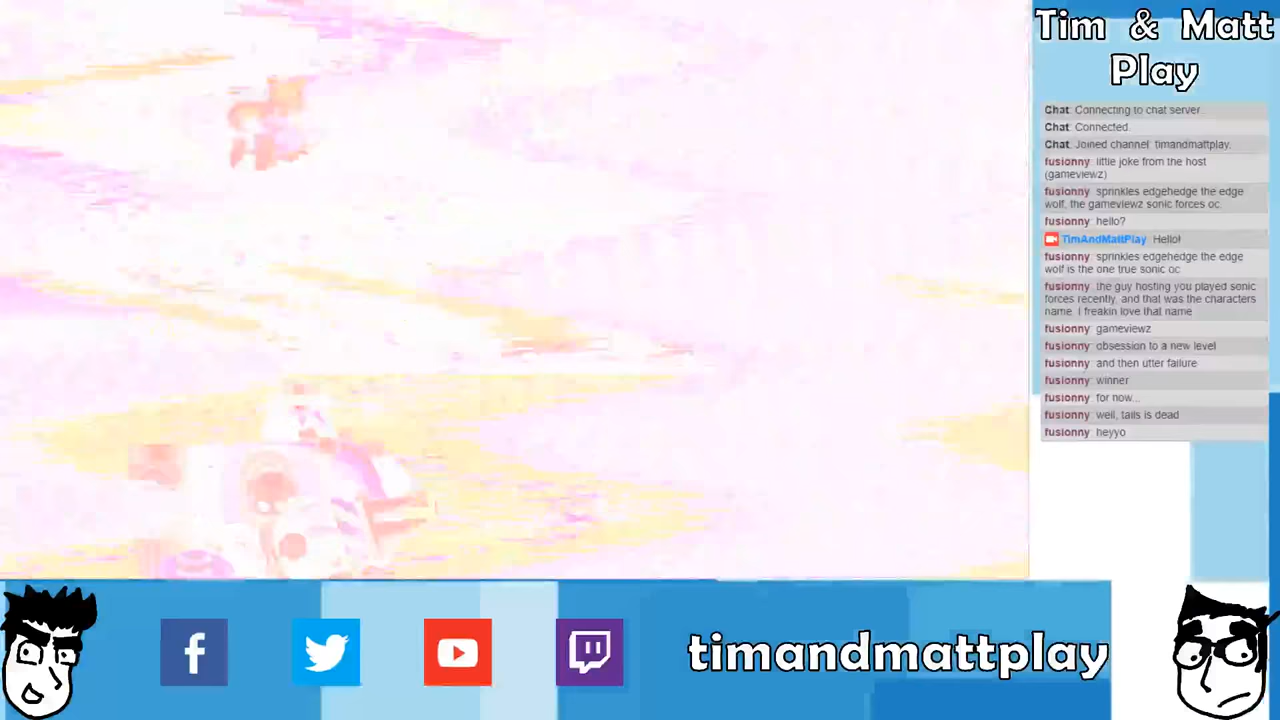 Tim & Matt
Play
Chat: Connecting to chat server..
Chat: Connected.
Chat: Joined channel: timandmattplay.
fusionny: little joke from the host
(gameviewz)
fusionny: sprinkles edgehedge the edge
wolf, the gameviewz sonic forces oc.
fusionny: hello?
TimAndMattPlay: Hello!
fusionny: sprinkles edgehedge the edge
wolf is the one true sonic oc
fusionny: the guy hosting you played sonic
forces recently, and that was the characters
name. I freakin love that name
fusionny: gameviewz
fusionny: obsession to a new level
fusionny: and then utter failure
fusionny: winner
fusionny: for now...
fusionny: well, tails is dead
fusionny: heyyo
timandmattplay